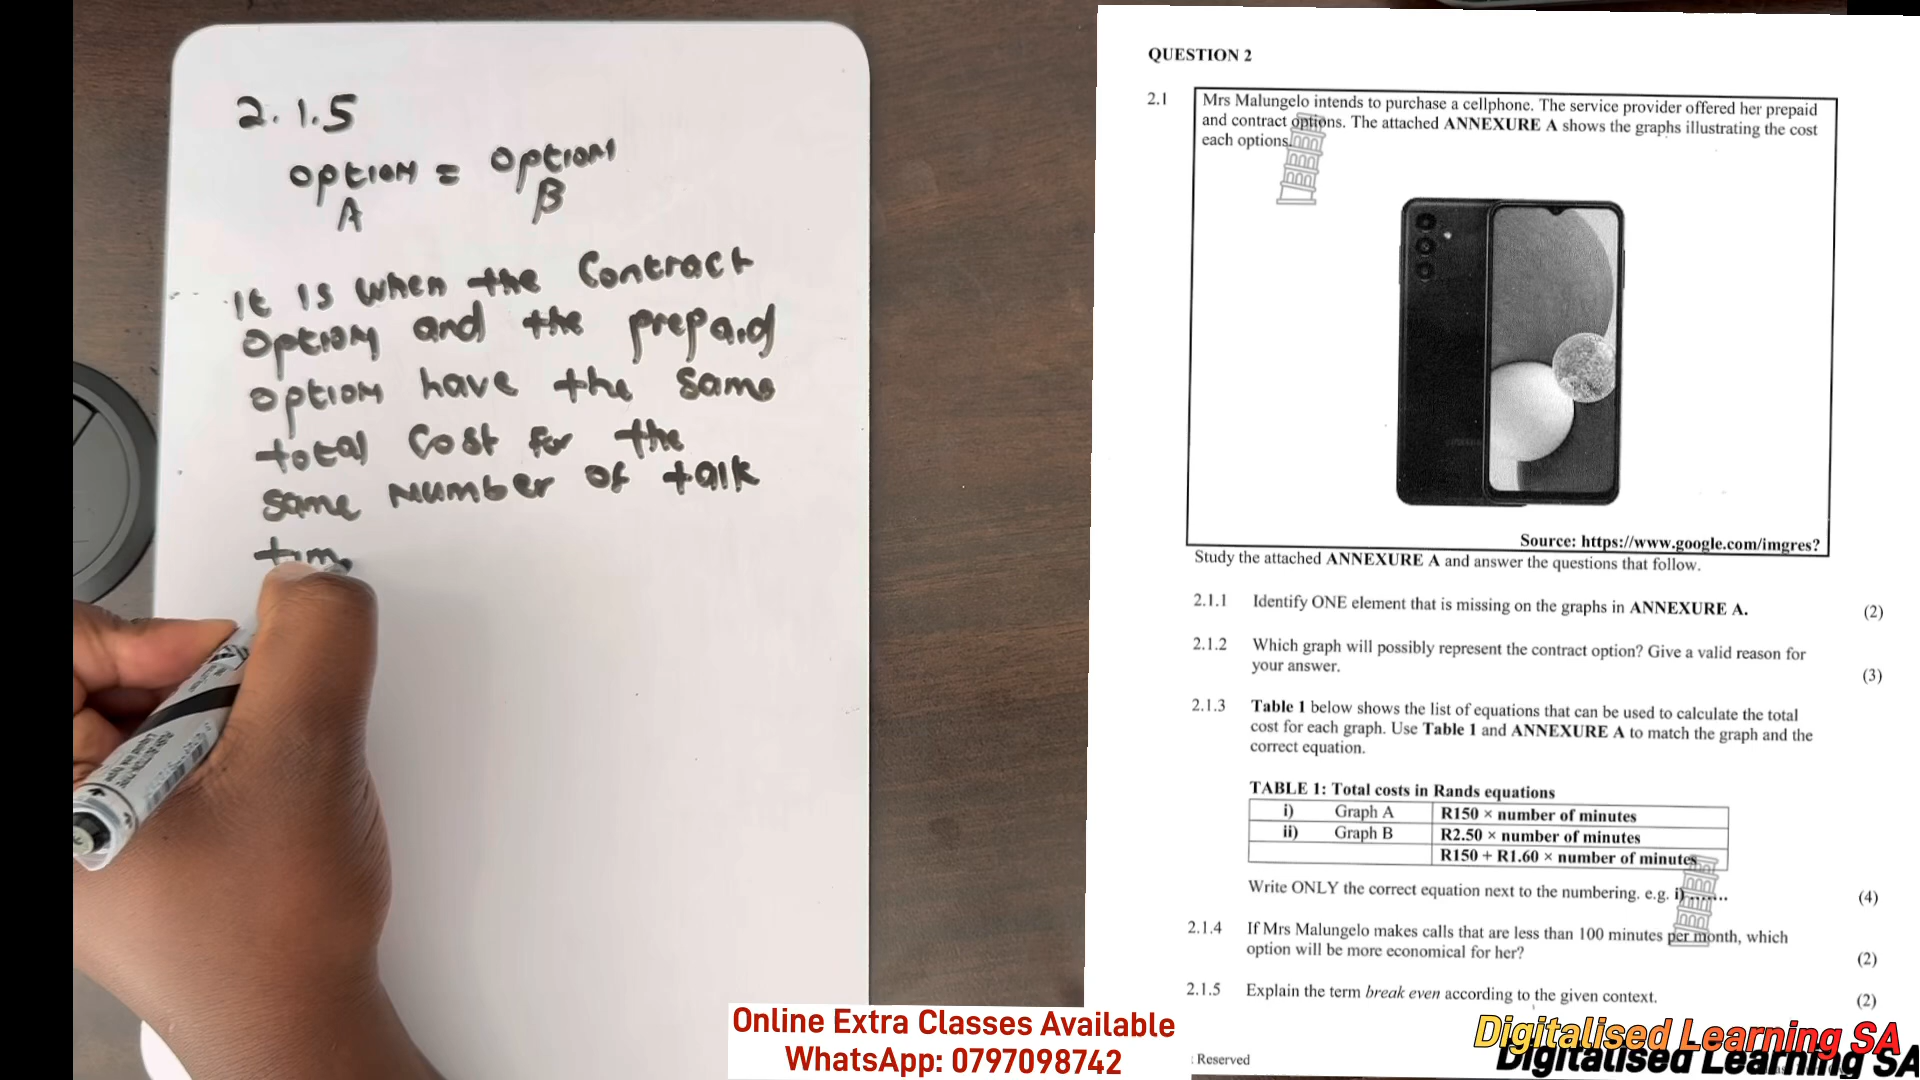 2.1.5
option = option
A B
it is when the contract
option and the prepaid
option have the same
total cost for the
same number of talk
tim
QUESTION 2
2.1 Mrs Malungelo intends to purchase a cellphone. The service provider offered her prepaid
and contract options. The attached ANNEXURE A shows the graphs illustrating the cost
each options.
Source: https://www.google.com/imgres?
Study the attached ANNEXURE A and answer the questions that follow.
2.1.1 Identify ONE element that is missing on the graphs in ANNEXURE A. (2)
2.1.2 Which graph will possibly represent the contract option? Give a valid reason for
your answer. (3)
2.1.3 Table 1 below shows the list of equations that can be used to calculate the total
cost for each graph. Use Table 1 and ANNEXURE A to match the graph and the
correct equation.
TABLE 1: Total costs in Rands equations
i) Graph A R150 × number of minutes
ii) Graph B R2.50 × number of minutes
R150 + R1.60 × number of minutes
Write ONLY the correct equation next to the numbering. e.g. i) ....... (4)
2.1.4 If Mrs Malungelo makes calls that are less than 100 minutes per month, which
option will be more economical for her? (2)
2.1.5 Explain the term break even according to the given context. (2)
: Reserved
Online Extra Classes Available
WhatsApp: 0797098742
Digitalised Learning SA
Digitalised Learning SA